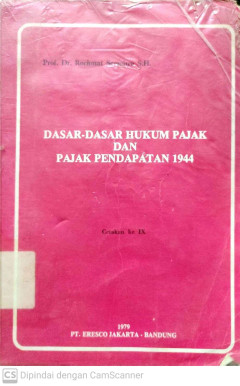 Prof. Dr. Rochmat Soemitro S.H.
DASAR-DASAR HUKUM PAJAK
DAN
PAJAK PENDAPATAN 1944
Cetakan ke IX
1979
PT. ERESCO JAKARTA - BANDUNG
CS Dipindai dengan CamScanner